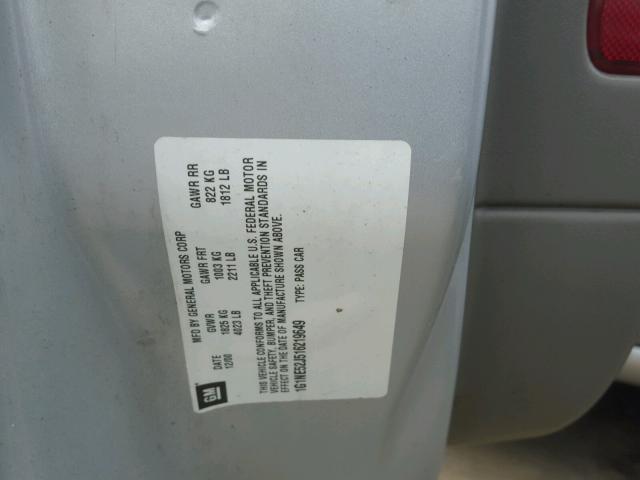 GM
MFD BY GENERAL MOTORS CORP
DATE GVWR GAWR FRT GAWR RR
12/00 1825 KG 1003 KG 822 KG
4023 LB 2211 LB 1812 LB
THIS VEHICLE CONFORMS TO ALL APPLICABLE U.S. FEDERAL MOTOR
VEHICLE SAFETY, BUMPER, AND THEFT PREVENTION STANDARDS IN
EFFECT ON THE DATE OF MANUFACTURE SHOWN ABOVE.
1G1NE52J516219549 TYPE: PASS CAR